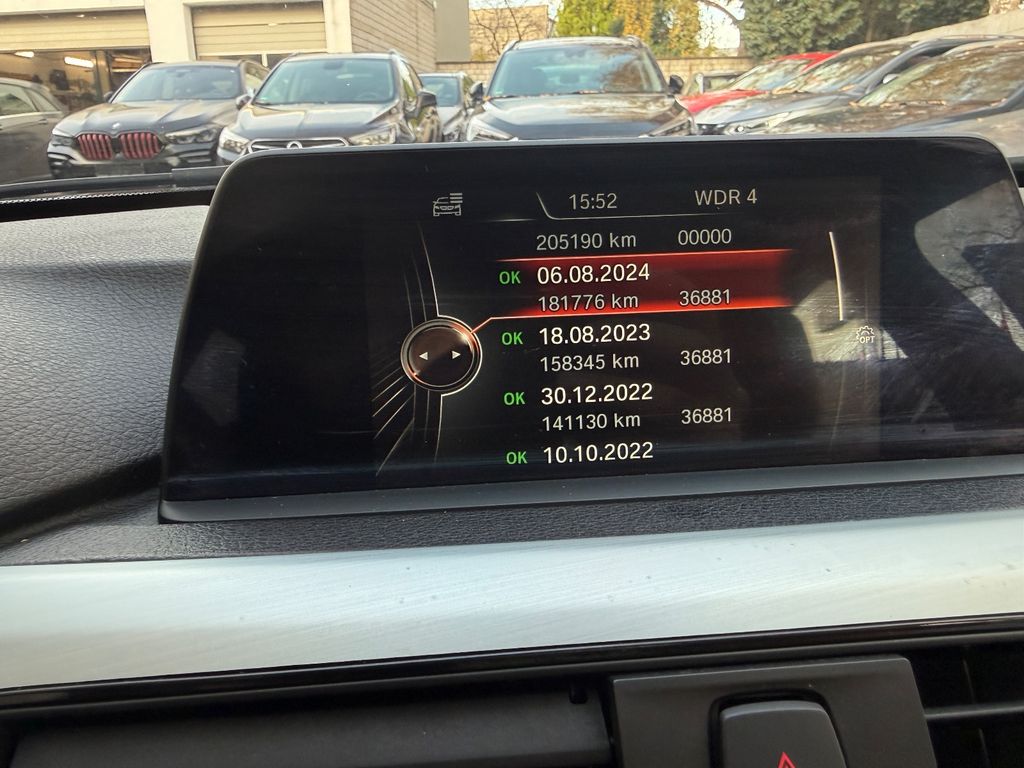 15:52 WDR 4
205190 km 00000
OK 06.08.2024
181776 km 36881
OK 18.08.2023
158345 km 36881
OPT
OK 30.12.2022
141130 km 36881
OK 10.10.2022